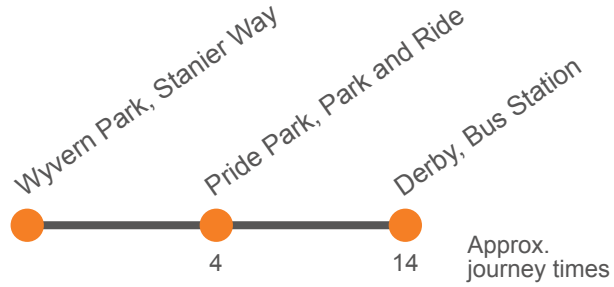 Wyvern Park, Stanier Way
Pride Park, Park and Ride
Derby, Bus Station
4
14
Approx.
journey times